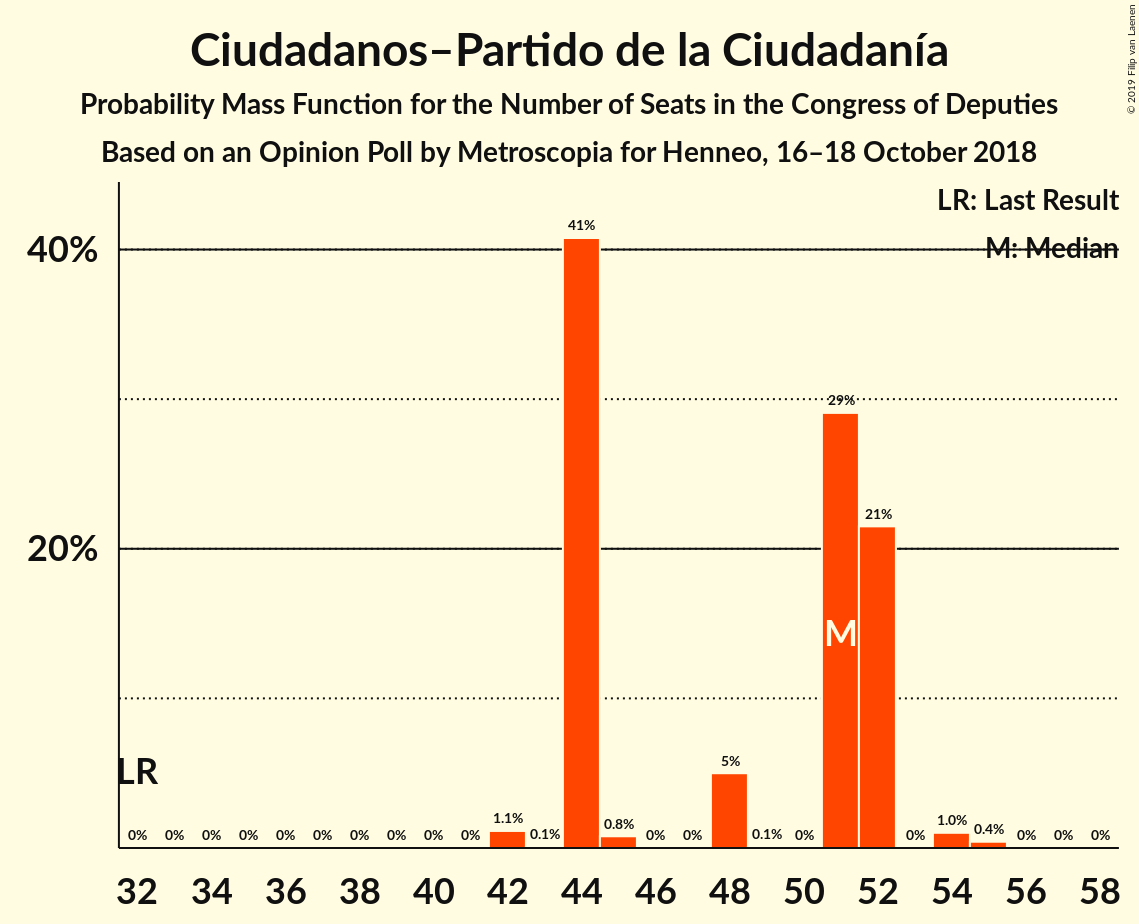 Ciudadanos–Partido de la Ciudadanía
Probability Mass Function for the Number of Seats in the Congress of Deputies
Based on an Opinion Poll by Metroscopia for Henneo, 16–18 October 2018
© 2019 Filip van Laenen
LR: Last Result
M: Median
40%
20%
41%
29%
21%
M
LR
5%
0% 0% 0% 0% 0% 0% 0% 0% 0% 0% 1.1% 0.1% 0.8% 0% 0% 0.1% 0% 0% 1.0% 0.4% 0% 0% 0%
32 34 36 38 40 42 44 46 48 50 52 54 56 58